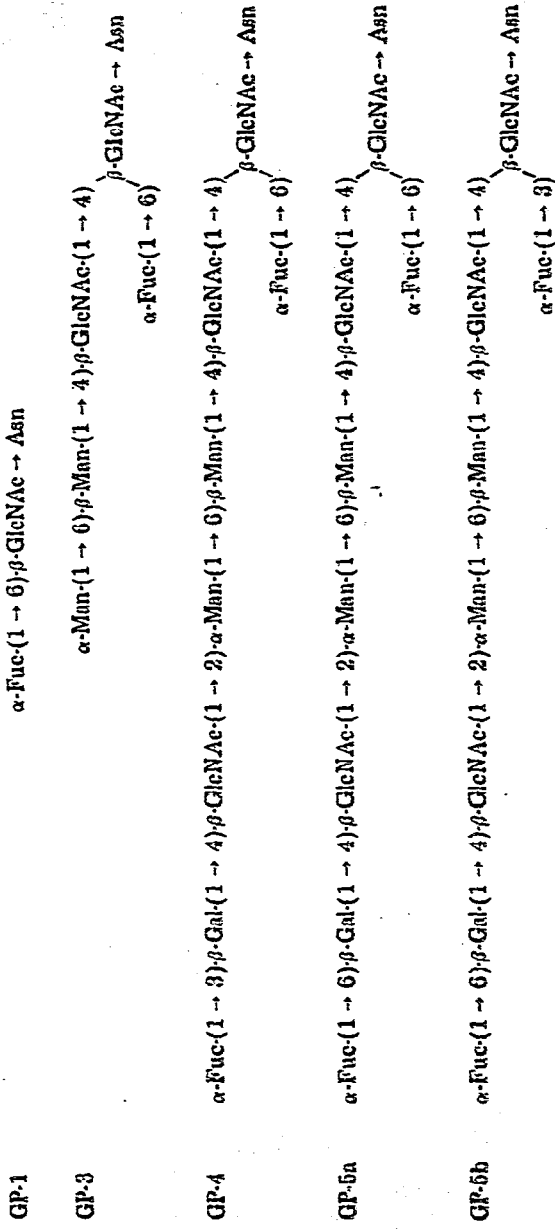 GP-1
α-Fuc-(1 → 6)-β-GlcNAc → Asn
GP-3
α-Man-(1 → 6)-β-Man-(1 → 4)-β-GlcNAc-(1 → 4)
β-GlcNAc → Asn
α-Fuc-(1 → 6)
GP-4
α-Fuc-(1 → 3)-β-Gal-(1 → 4)-β-GlcNAc-(1 → 2)-α-Man-(1 → 6)-β-Man-(1 → 4)-β-GlcNAc-(1 → 4)
β-GlcNAc → Asn
α-Fuc-(1 → 6)
GP-5a
α-Fuc-(1 → 6)-β-Gal-(1 → 4)-β-GlcNAc-(1 → 2)-α-Man-(1 → 6)-β-Man-(1 → 4)-β-GlcNAc-(1 → 4)
β-GlcNAc → Asn
α-Fuc-(1 → 6)
GP-5b
α-Fuc-(1 → 6)-β-Gal-(1 → 4)-β-GlcNAc-(1 → 2)-α-Man-(1 → 6)-β-Man-(1 → 4)-β-GlcNAc-(1 → 4)
β-GlcNAc → Asn
α-Fuc-(1 → 3)